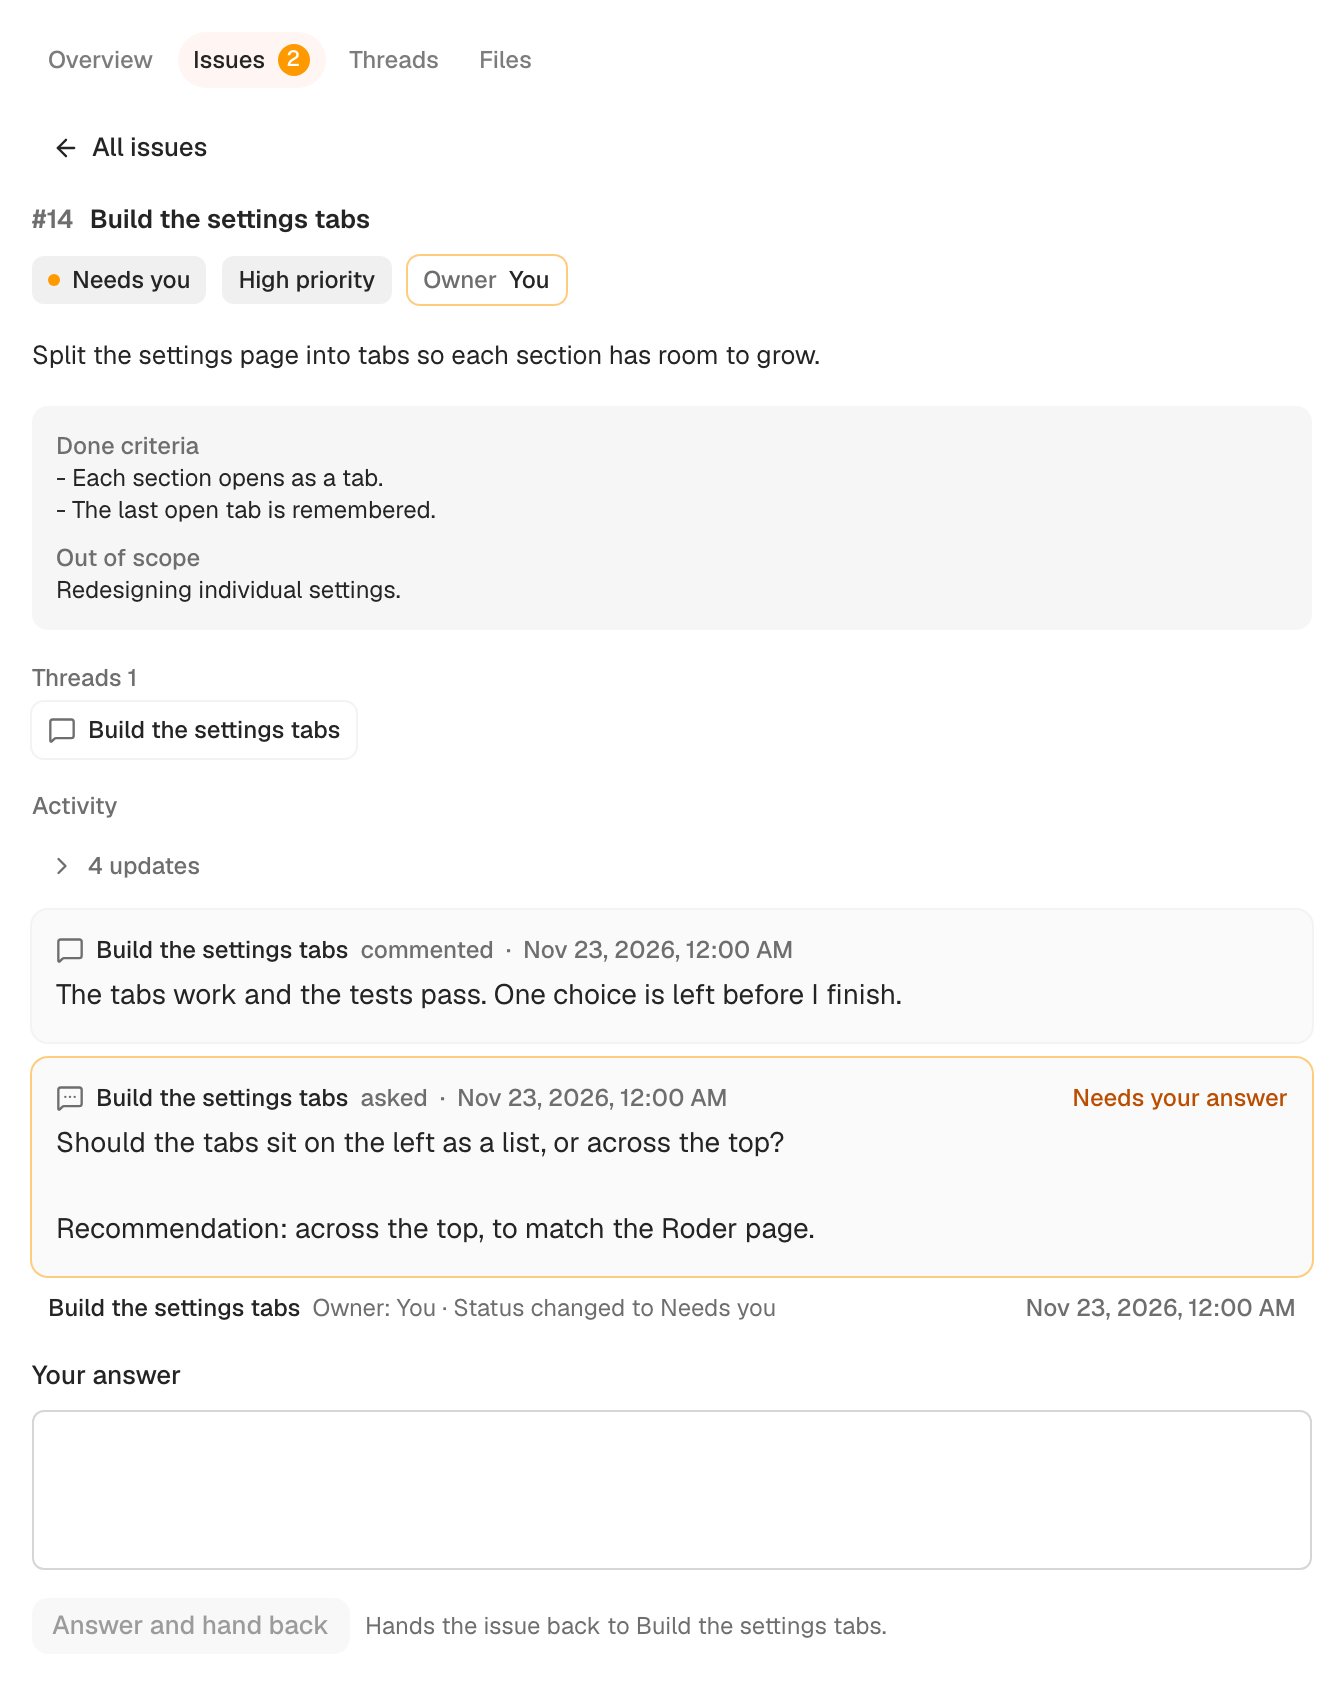 Overview Issues 2 Threads Files
← All issues
#14 Build the settings tabs
Needs you High priority Owner You
Split the settings page into tabs so each section has room to grow.
Done criteria
- Each section opens as a tab.
- The last open tab is remembered.
Out of scope
Redesigning individual settings.
Threads 1
Build the settings tabs
Activity
4 updates
Build the settings tabs commented · Nov 23, 2026, 12:00 AM
The tabs work and the tests pass. One choice is left before I finish.
Build the settings tabs asked · Nov 23, 2026, 12:00 AM Needs your answer
Should the tabs sit on the left as a list, or across the top?
Recommendation: across the top, to match the Roder page.
Build the settings tabs Owner: You · Status changed to Needs you Nov 23, 2026, 12:00 AM
Your answer
Answer and hand back Hands the issue back to Build the settings tabs.